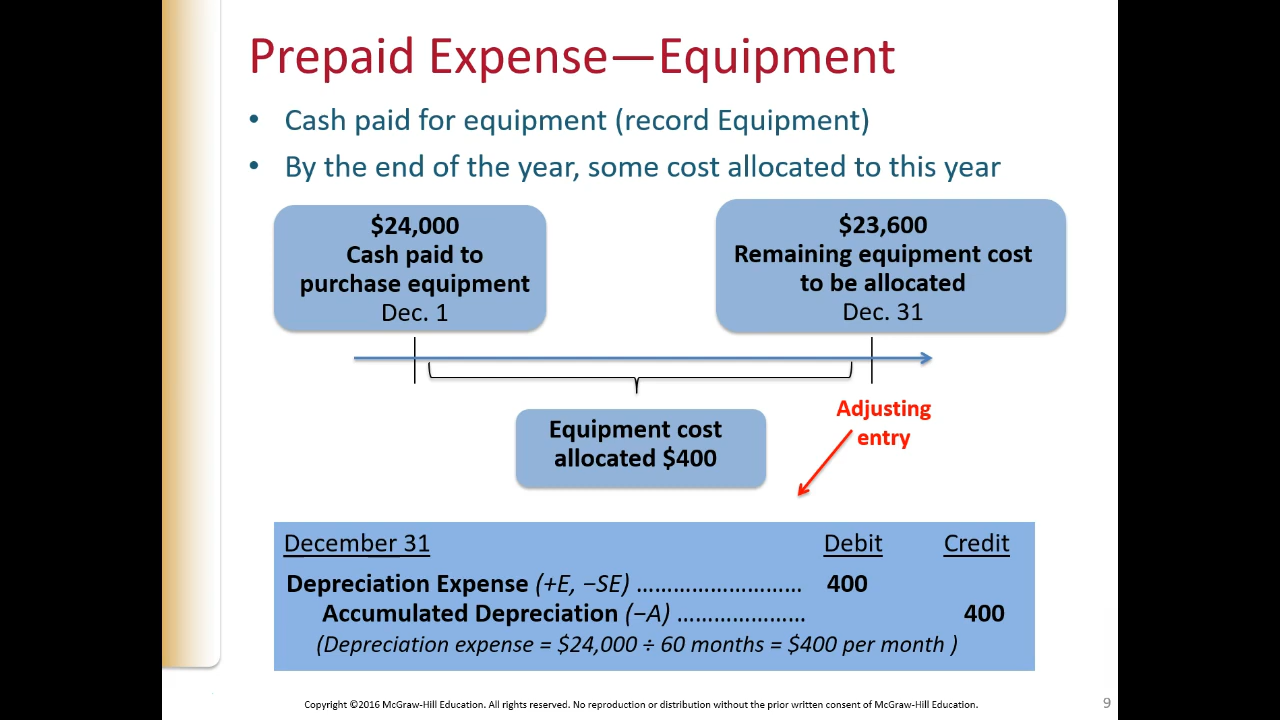 Prepaid Expense—Equipment
• Cash paid for equipment (record Equipment)
• By the end of the year, some cost allocated to this year
$24,000
Cash paid to
purchase equipment
Dec. 1
$23,600
Remaining equipment cost
to be allocated
Dec. 31
Equipment cost
allocated $400
Adjusting
entry
December 31 Debit Credit
Depreciation Expense (+E, −SE) ………………………… 400
Accumulated Depreciation (−A) ………………….. 400
(Depreciation expense = $24,000 ÷ 60 months = $400 per month )
Copyright ©2016 McGraw-Hill Education. All rights reserved. No reproduction or distribution without the prior written consent of McGraw-Hill Education.
9